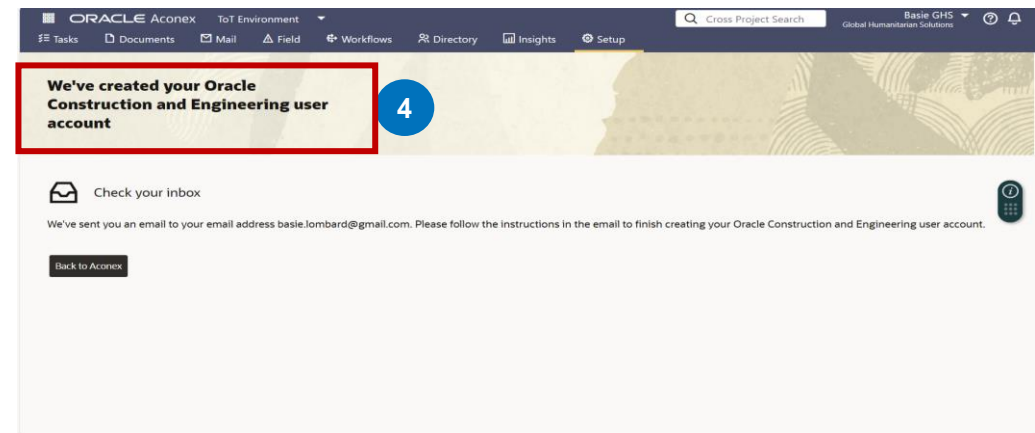 ORACLE Aconex ToT Environment Cross Project Search Basie GHS
Global Humanitarian Solutions
Tasks Documents Mail Field Workflows Directory Insights Setup
We've created your Oracle
Construction and Engineering user
account
4
Check your inbox
We've sent you an email to your email address basie.lombard@gmail.com. Please follow the instructions in the email to finish creating your Oracle Construction and Engineering user account.
Back to Aconex